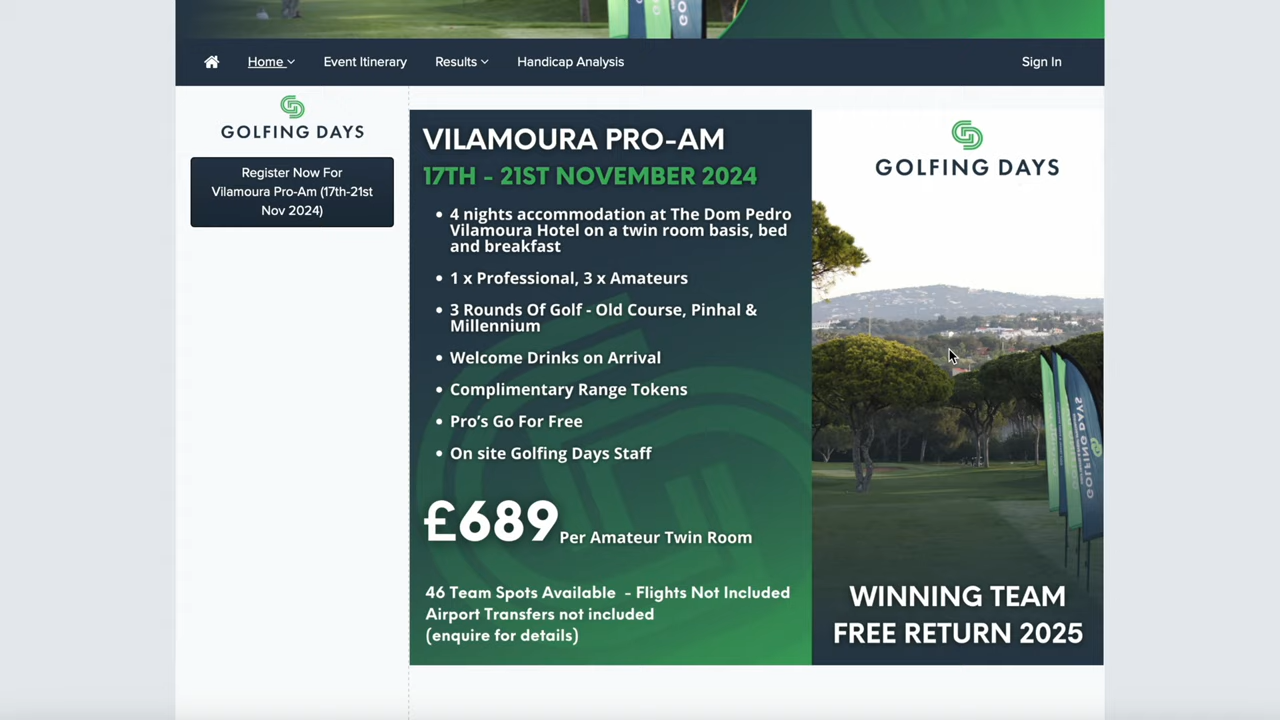 Home
Event Itinerary
Results
Handicap Analysis
Sign In
GOLFING DAYS
Register Now For
Vilamoura Pro-Am (17th-21st
Nov 2024)
VILAMOURA PRO-AM
17TH - 21ST NOVEMBER 2024
• 4 nights accommodation at The Dom Pedro
Vilamoura Hotel on a twin room basis, bed
and breakfast
• 1 x Professional, 3 x Amateurs
• 3 Rounds Of Golf - Old Course, Pinhal &
Millennium
• Welcome Drinks on Arrival
• Complimentary Range Tokens
• Pro's Go For Free
• On site Golfing Days Staff
£689 Per Amateur Twin Room
46 Team Spots Available - Flights Not Included
Airport Transfers not included
(enquire for details)
GOLFING DAYS
GOLFING DAYS
WINNING TEAM
FREE RETURN 2025